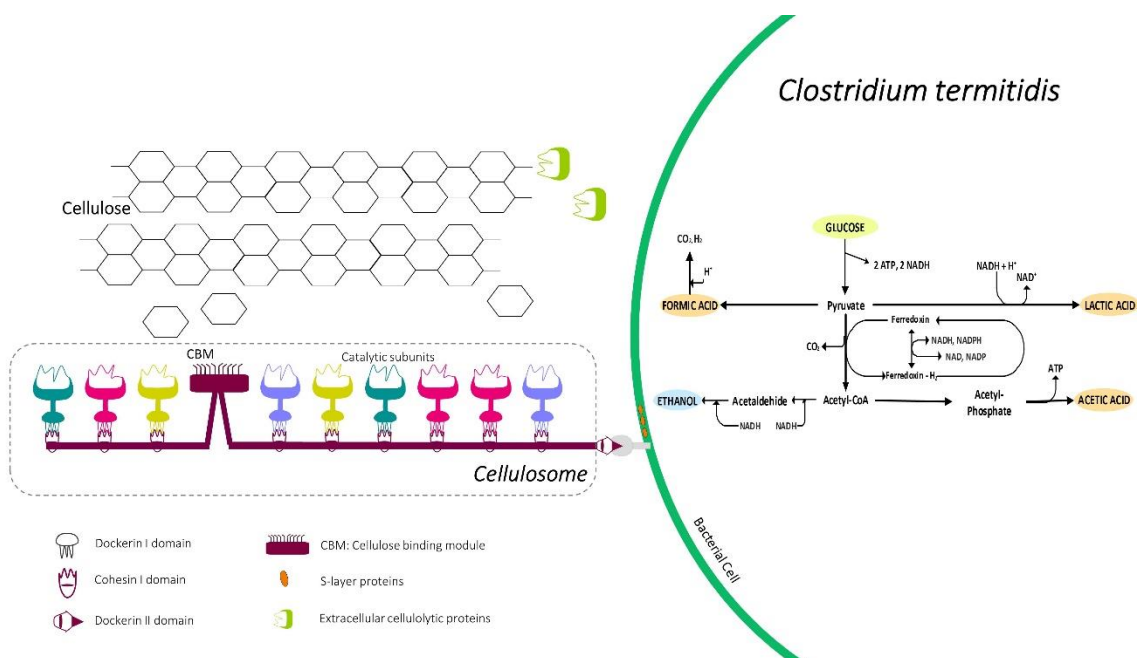 Clostridium termitidis
Cellulose
GLUCOSE
CO₂, H₂
H⁺
2 ATP, 2 NADH
NADH + H⁺
NAD⁺
FORMIC ACID
Pyruvate
LACTIC ACID
Ferredoxin
CO₂
NADH, NADPH
NAD, NADP
Ferredoxin - H₂
ATP
ETHANOL
Acetaldehide
Acetyl-CoA
Acetyl-
Phosphate
ACETIC ACID
NADH
NADH
CBM
Catalytic subunits
Cellulosome
Bacterial Cell
Dockerin I domain
CBM: Cellulose binding module
Cohesin I domain
S-layer proteins
Dockerin II domain
Extracellular cellulolytic proteins